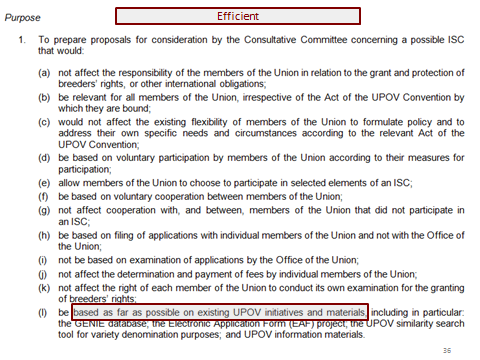 Purpose
Efficient
1. To prepare proposals for consideration by the Consultative Committee concerning a possible ISC
that would:
(a) not affect the responsibility of the members of the Union in relation to the grant and protection of
breeders' rights, or other international obligations;
(b) be relevant for all members of the Union, irrespective of the Act of the UPOV Convention by
which they are bound;
(c) would not affect the existing flexibility of members of the Union to formulate policy and to
address their own specific needs and circumstances according to the relevant Act of the
UPOV Convention;
(d) be based on voluntary participation by members of the Union according to their measures for
participation;
(e) allow members of the Union to choose to participate in selected elements of an ISC;
(f) be based on voluntary cooperation between members of the Union;
(g) not affect cooperation with, and between, members of the Union that did not participate in
an ISC;
(h) be based on filing of applications with individual members of the Union and not with the Office of
the Union;
(i) not be based on examination of applications by the Office of the Union;
(j) not affect the determination and payment of fees by individual members of the Union;
(k) not affect the right of each member of the Union to conduct its own examination for the granting
of breeders' rights;
(l) be based as far as possible on existing UPOV initiatives and materials, including in particular:
the GENIE database; the Electronic Application Form (EAF) project; the UPOV similarity search
tool for variety denomination purposes; and UPOV information materials.
36